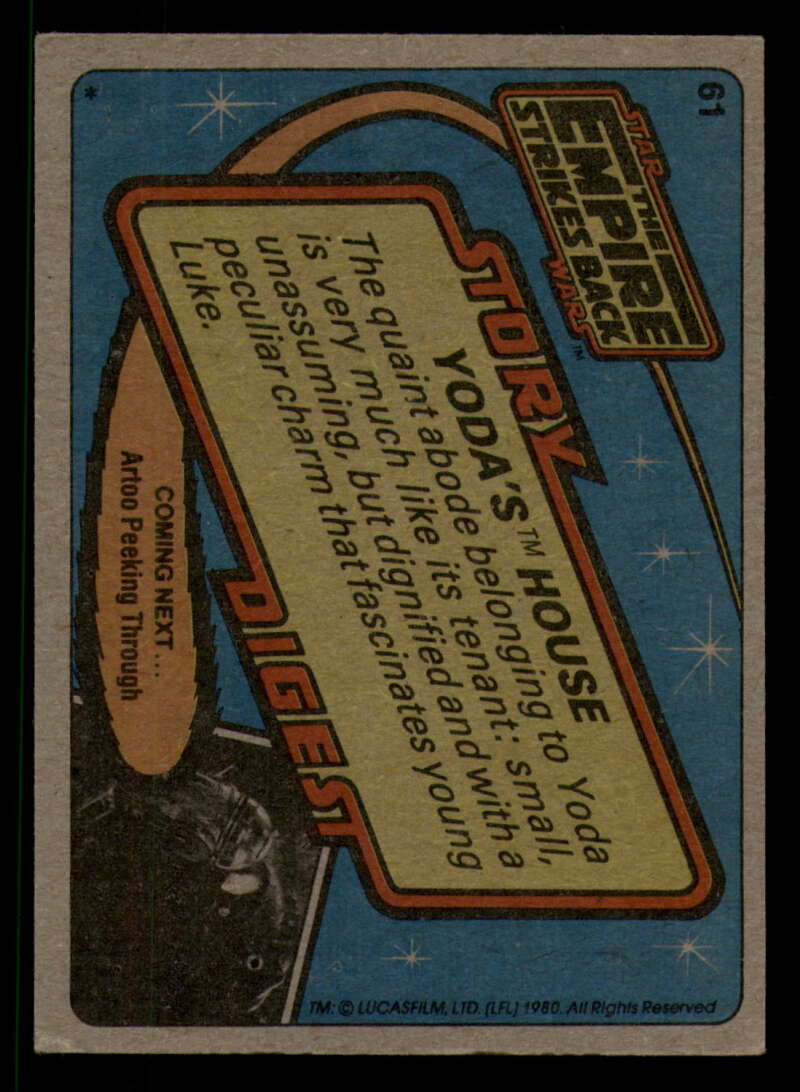 61
STAR
THE
EMPIRE
STRIKES BACK
WARS™
STORY
YODA'S™ HOUSE
The quaint abode belonging to Yoda
is very much like its tenant: small,
unassuming, but dignified and with a
peculiar charm that fascinates young
Luke.
DIGEST
COMING NEXT...
Artoo Peeking Through
*
TM: © LUCASFILM, LTD. (LFL) 1980. All Rights Reserved